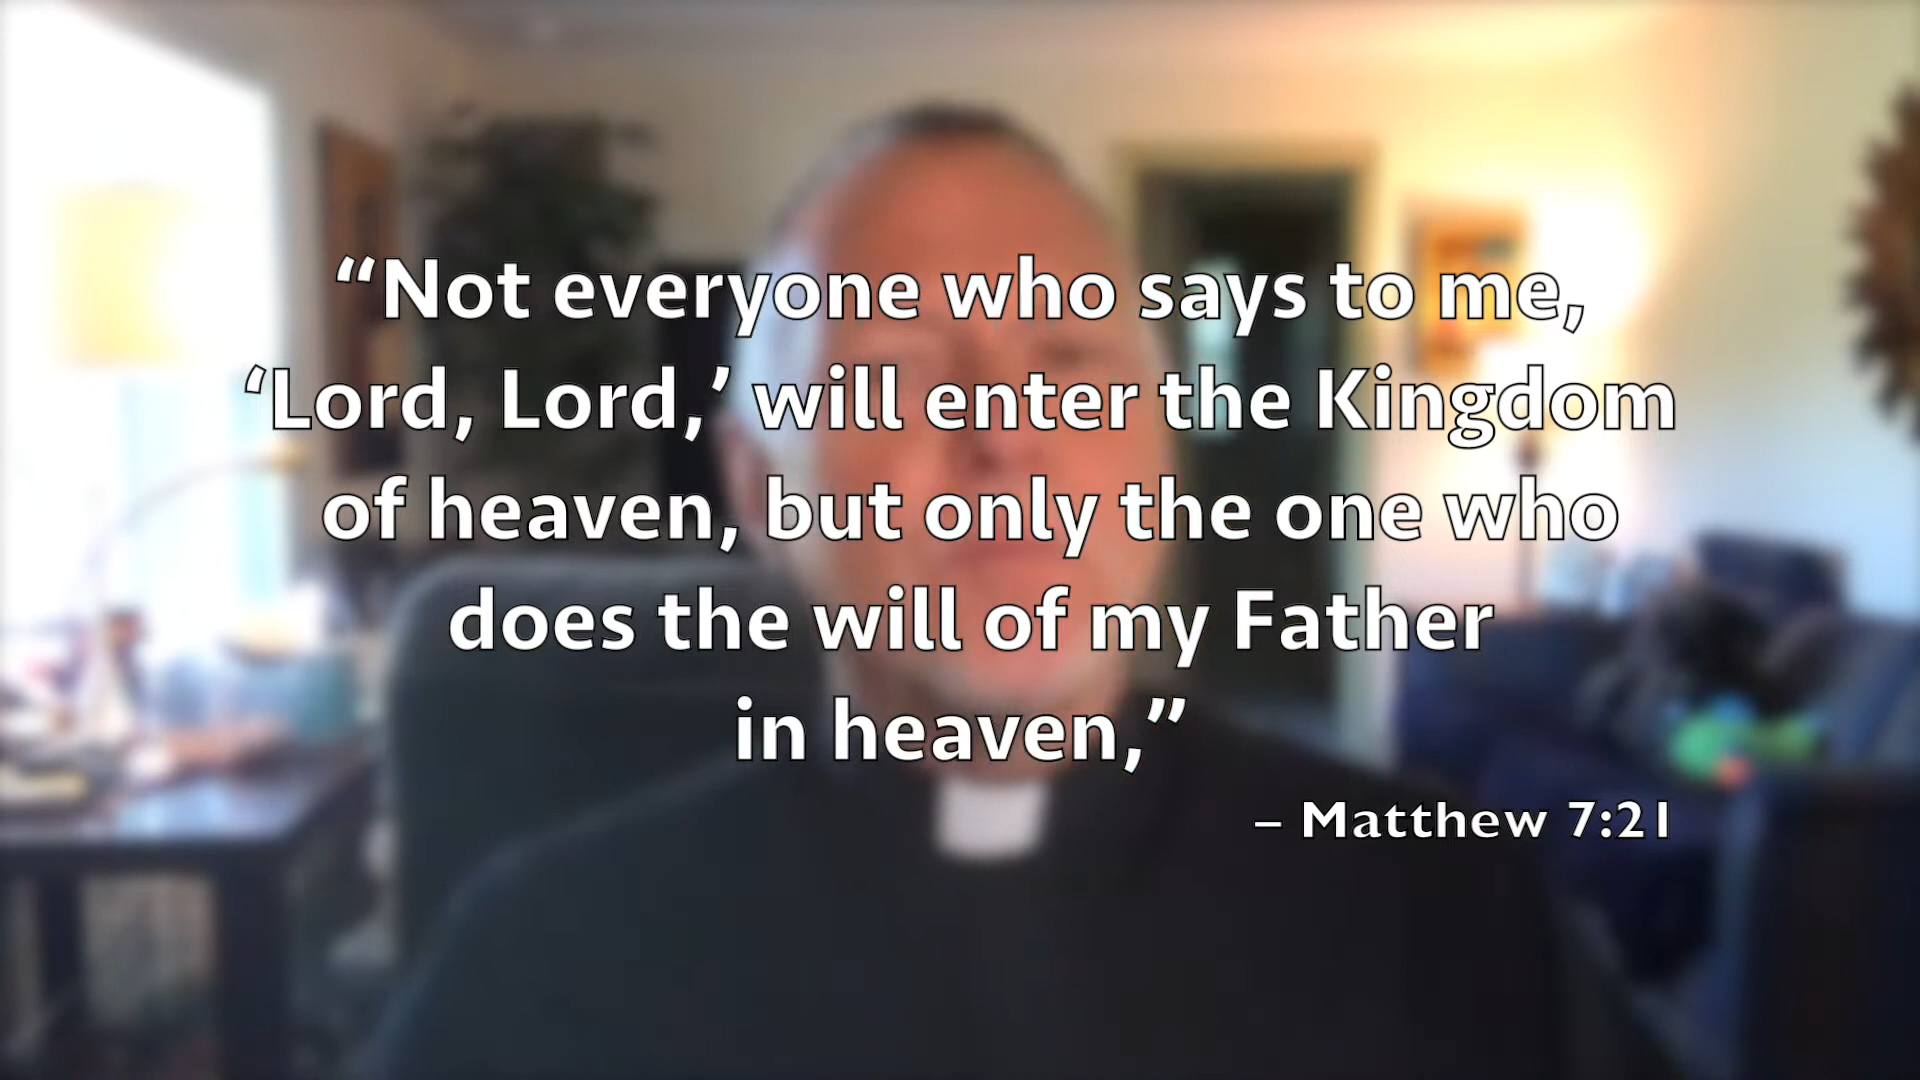 “Not everyone who says to me,
‘Lord, Lord,’ will enter the Kingdom
of heaven, but only the one who
does the will of my Father
in heaven,”
– Matthew 7:21